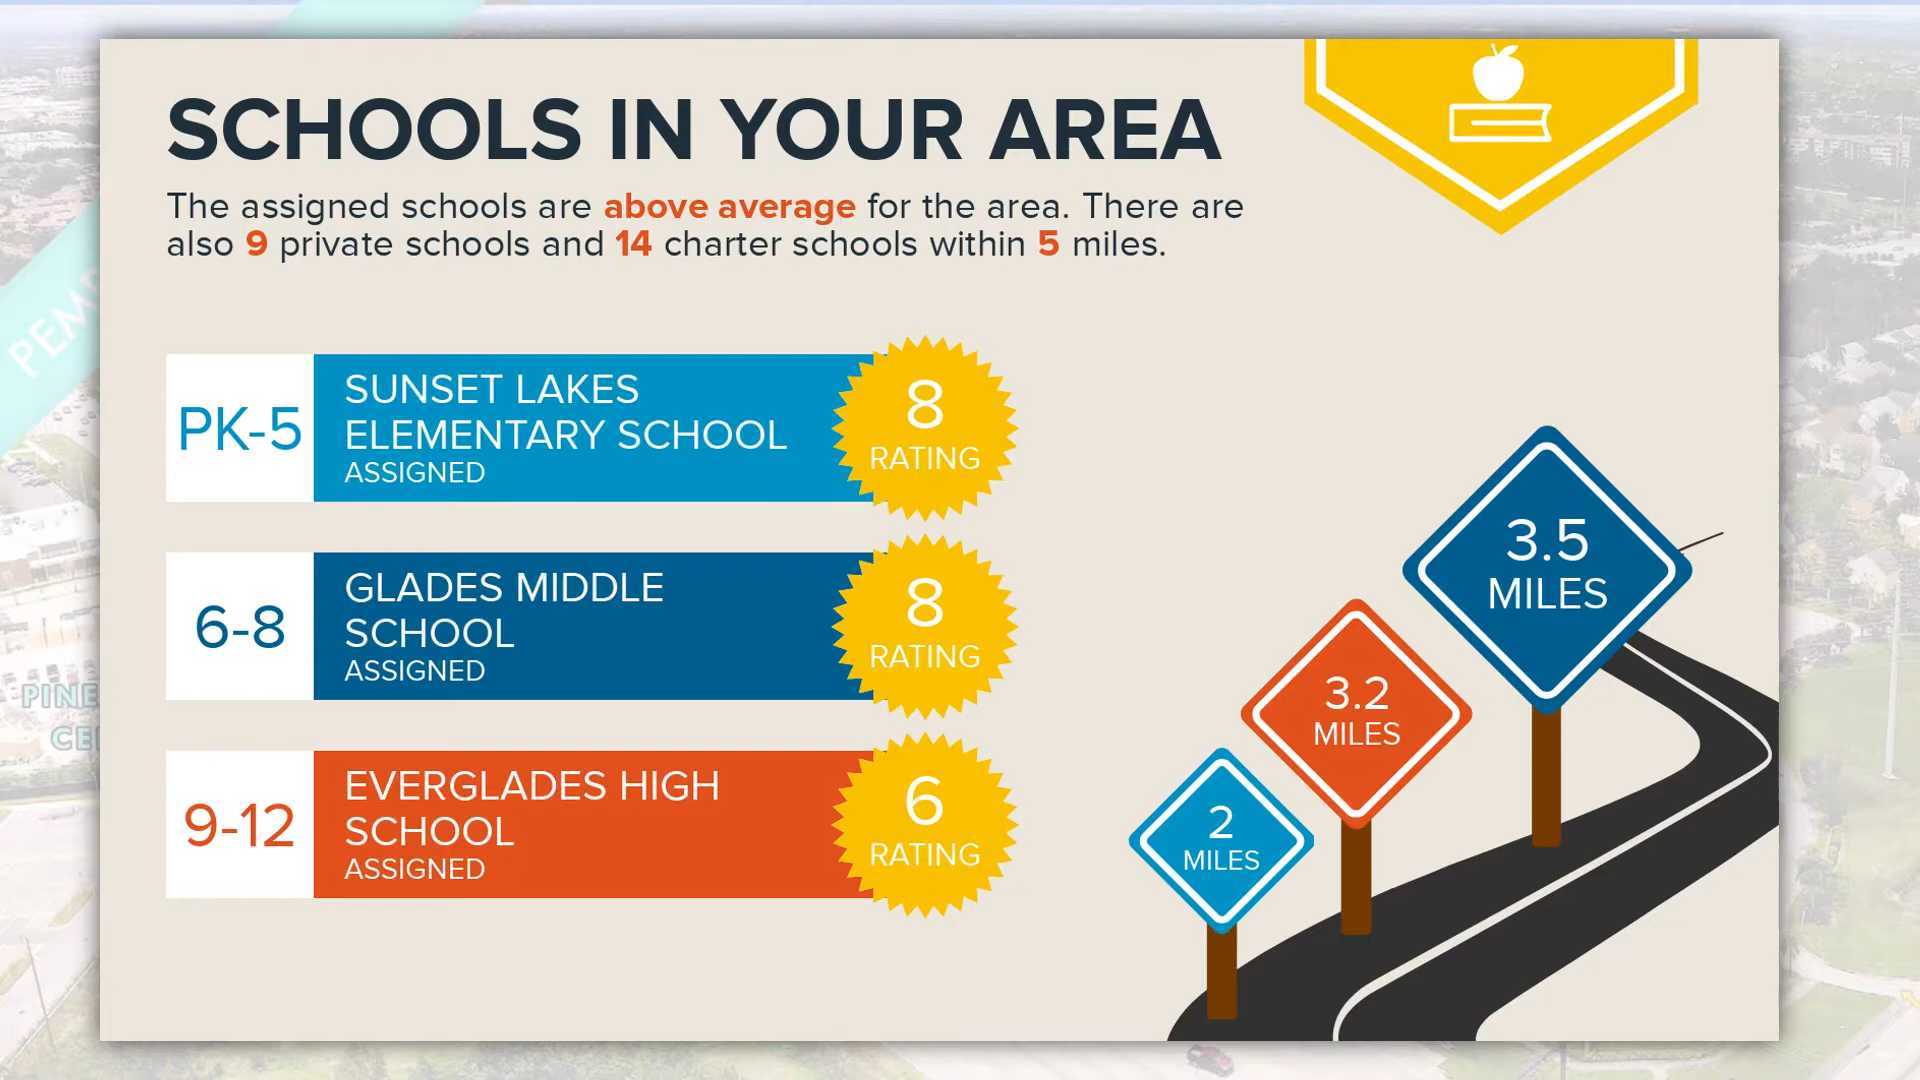 SCHOOLS IN YOUR AREA
The assigned schools are above average for the area. There are
also 9 private schools and 14 charter schools within 5 miles.
PK-5
SUNSET LAKES
ELEMENTARY SCHOOL
ASSIGNED
8
RATING
6-8
GLADES MIDDLE
SCHOOL
ASSIGNED
8
RATING
9-12
EVERGLADES HIGH
SCHOOL
ASSIGNED
6
RATING
2
MILES
3.2
MILES
3.5
MILES
PINE